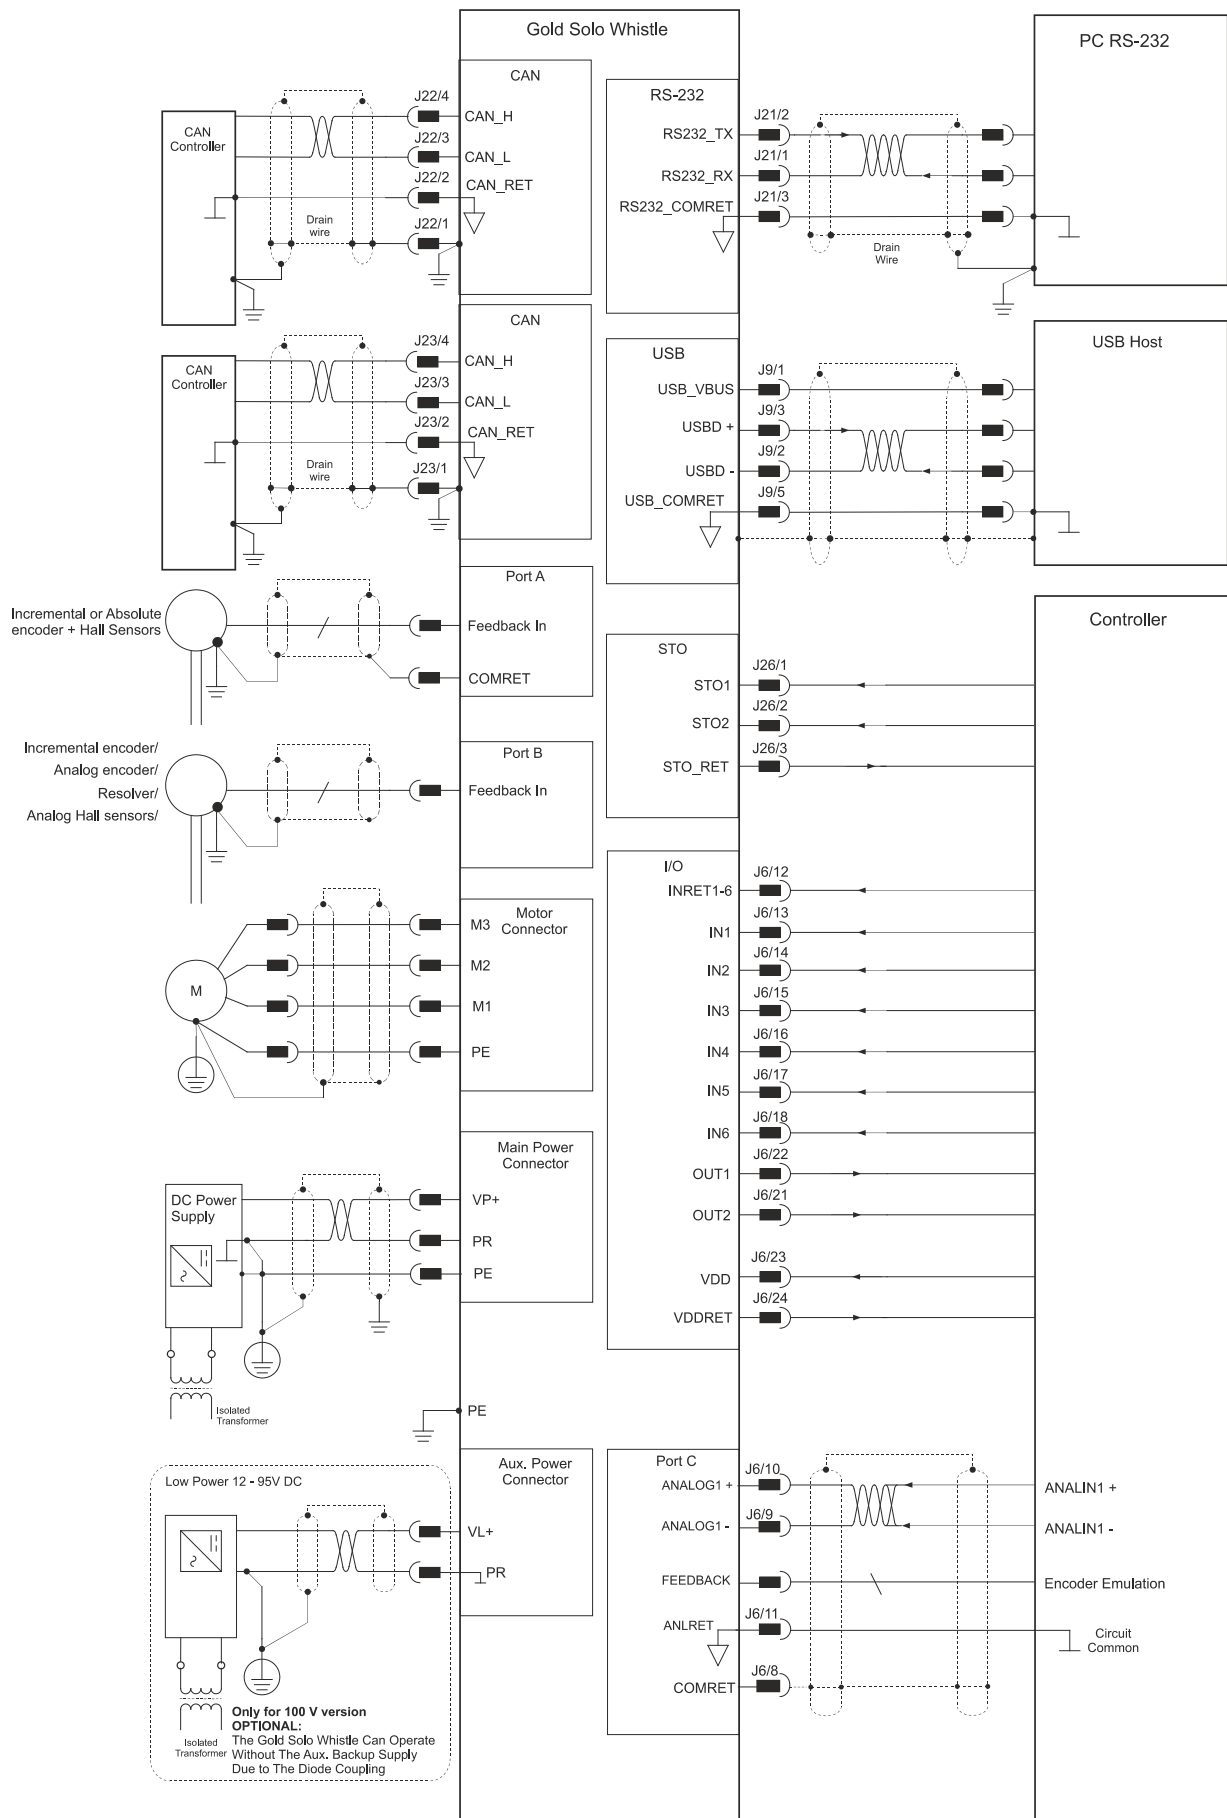 Gold Solo Whistle
CAN
CAN
Controller
J22/4
CAN_H
J22/3
CAN_L
J22/2
CAN_RET
J22/1
Drain
wire
CAN
CAN
Controller
J23/4
CAN_H
J23/3
CAN_L
J23/2
CAN_RET
J23/1
Drain
wire
Port A
Incremental or Absolute
encoder + Hall Sensors
Feedback In
COMRET
Port B
Incremental encoder/
Analog encoder/
Resolver/
Analog Hall sensors/
Feedback In
Motor
Connector
M
M3
M2
M1
PE
Main Power
Connector
DC Power
Supply
VP+
PR
PE
Isolated
Transformer
PE
Aux. Power
Connector
Low Power 12 - 95V DC
VL+
PR
Isolated
Transformer
Only for 100 V version
OPTIONAL:
The Gold Solo Whistle Can Operate
Without The Aux. Backup Supply
Due to The Diode Coupling
RS-232
PC RS-232
J21/2
RS232_TX
J21/1
RS232_RX
J21/3
RS232_COMRET
Drain
Wire
USB
USB Host
J9/1
USB_VBUS
J9/3
USBD +
J9/2
USBD -
J9/5
USB_COMRET
Controller
STO
J26/1
STO1
J26/2
STO2
J26/3
STO_RET
I/O
J6/12
INRET1-6
J6/13
IN1
J6/14
IN2
J6/15
IN3
J6/16
IN4
J6/17
IN5
J6/18
IN6
J6/22
OUT1
J6/21
OUT2
J6/23
VDD
J6/24
VDDRET
Port C
J6/10
ANALOG1 +
ANALIN1 +
J6/9
ANALOG1 -
ANALIN1 -
FEEDBACK
Encoder Emulation
J6/11
ANLRET
Circuit
Common
J6/8
COMRET